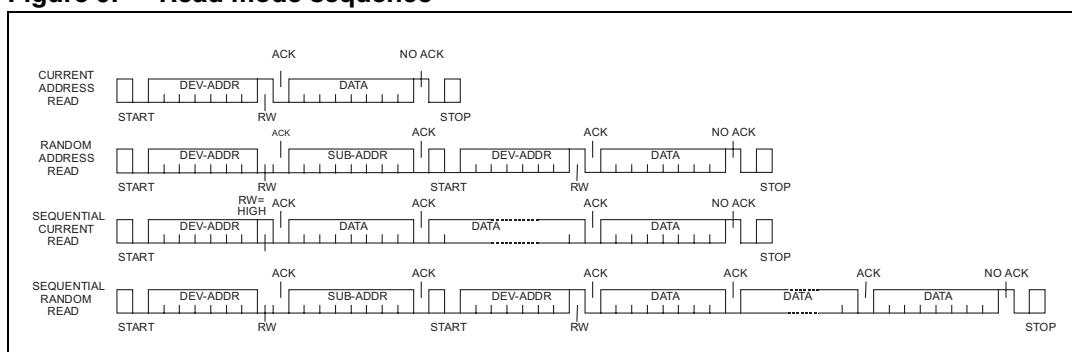 Figure 9. Read mode sequence
ACK NO ACK
CURRENT ADDRESS READ DEV-ADDR DATA
START RW STOP
ACK ACK ACK NO ACK
RANDOM ADDRESS READ DEV-ADDR SUB-ADDR DEV-ADDR DATA
START RW START RW STOP
RW= HIGH ACK ACK ACK NO ACK
SEQUENTIAL CURRENT READ DEV-ADDR DATA DATA DATA
START STOP
ACK ACK ACK ACK ACK NO ACK
SEQUENTIAL RANDOM READ DEV-ADDR SUB-ADDR DEV-ADDR DATA DATA DATA
START RW START RW STOP